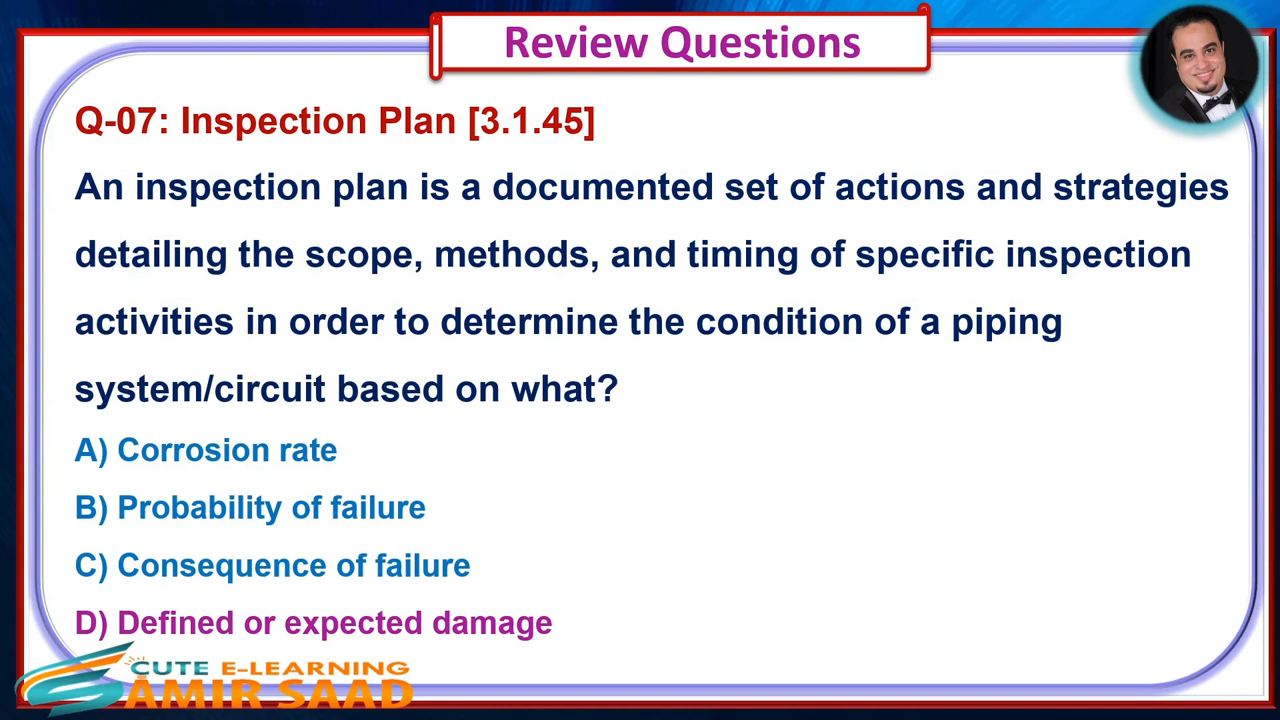 Review Questions
Q-07: Inspection Plan [3.1.45]
An inspection plan is a documented set of actions and strategies
detailing the scope, methods, and timing of specific inspection
activities in order to determine the condition of a piping
system/circuit based on what?
A) Corrosion rate
B) Probability of failure
C) Consequence of failure
D) Defined or expected damage
CUTE E-LEARNING
AMIR SAAD